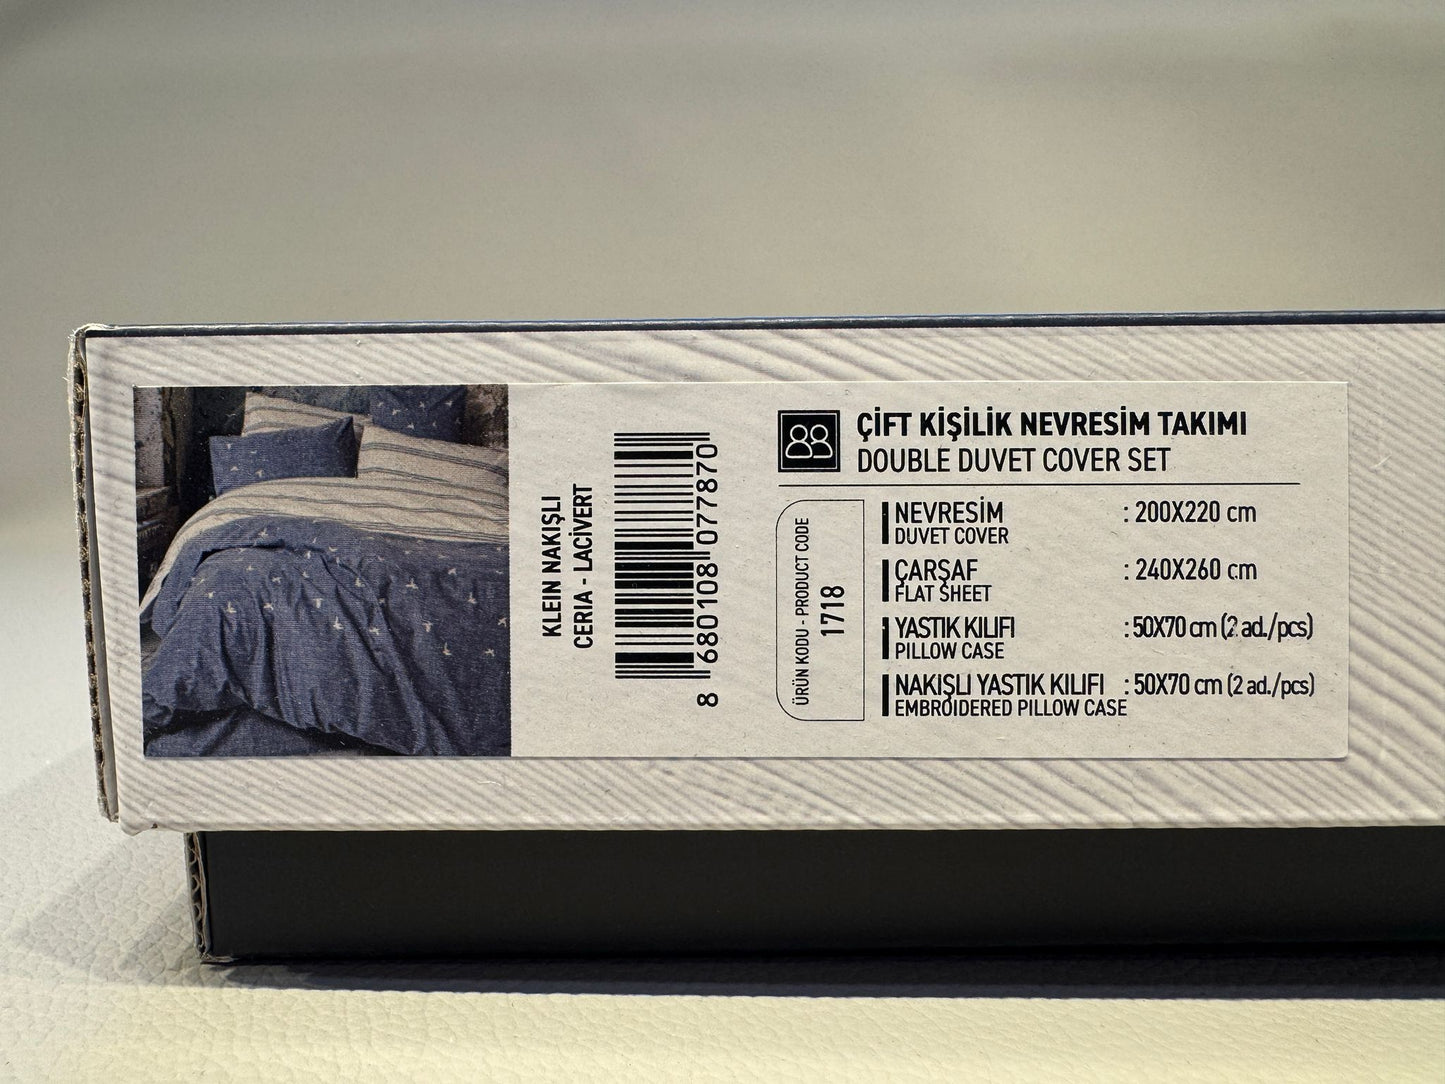 KLEIN NAKIŞLI
CERIA - LACİVERT
8 680108 077870
ÇİFT KİŞİLİK NEVRESİM TAKIMI
DOUBLE DUVET COVER SET
ÜRÜN KODU - PRODUCT CODE
1718
NEVRESİM : 200X220 cm
DUVET COVER
ÇARŞAF : 240X260 cm
FLAT SHEET
YASTIK KILIFI : 50X70 cm (2 ad./pcs)
PILLOW CASE
NAKIŞLI YASTIK KILIFI : 50X70 cm (2 ad./pcs)
EMBROIDERED PILLOW CASE